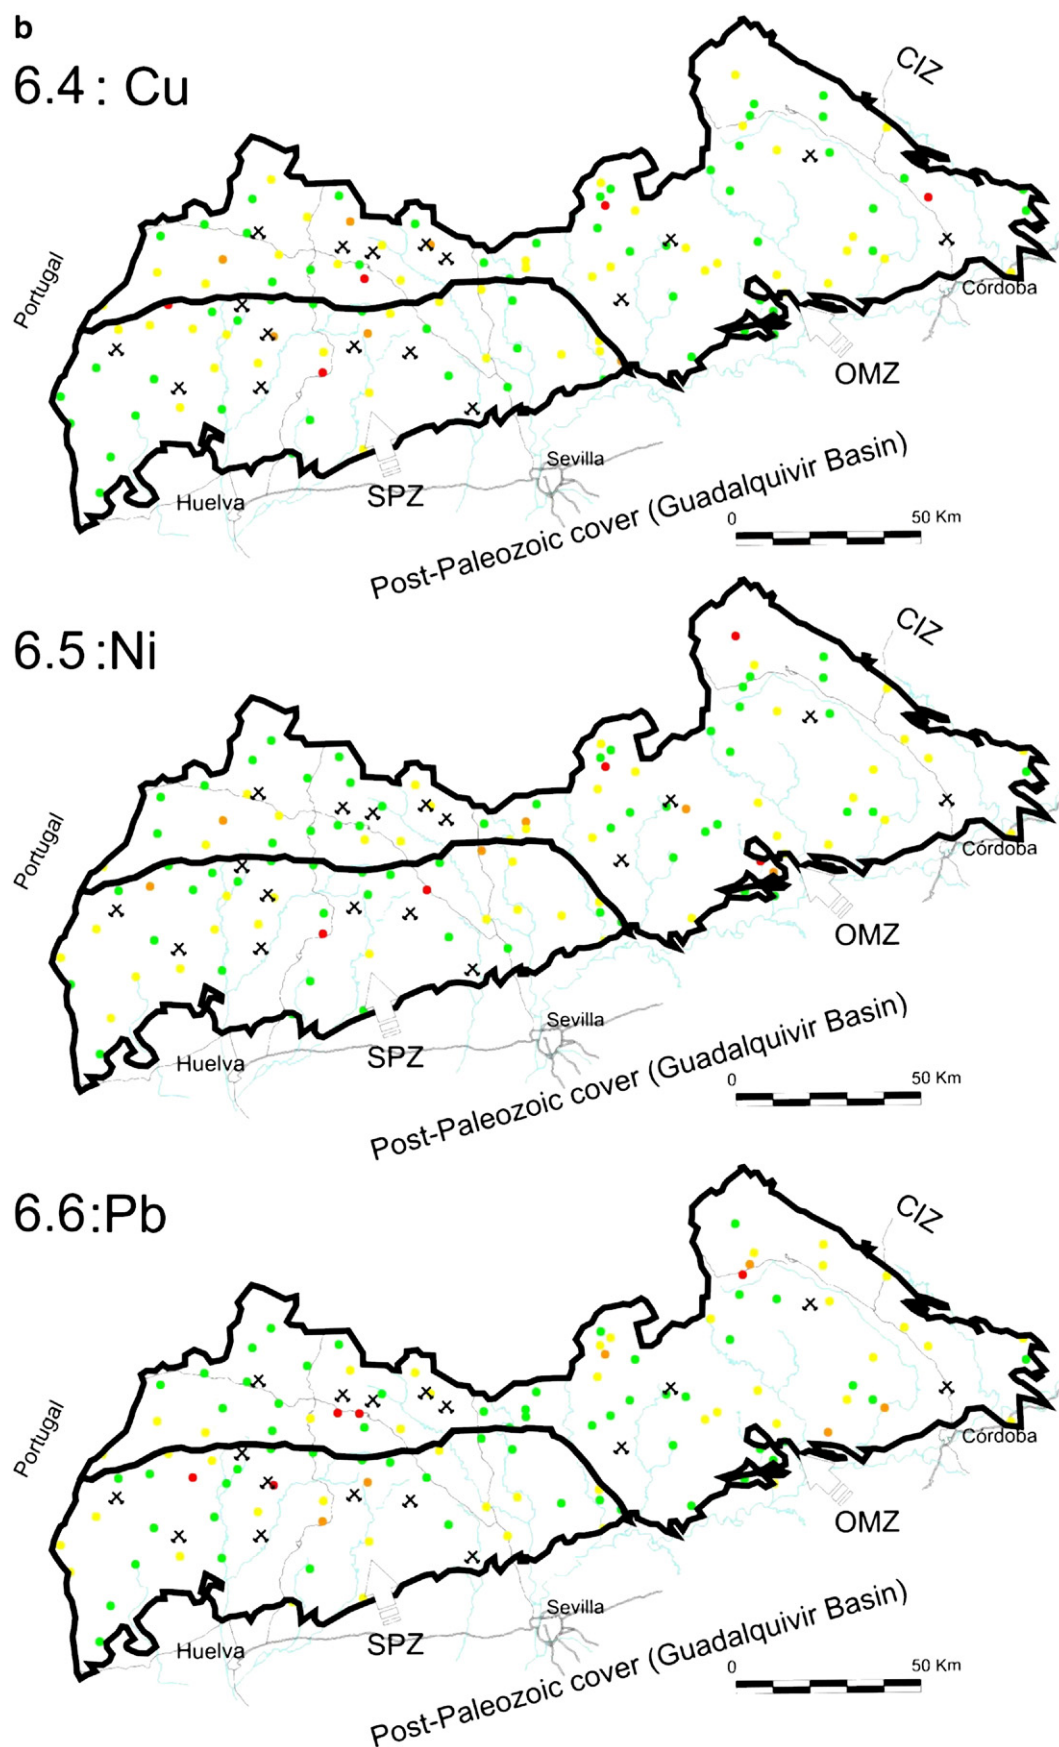 b
6.4: Cu
CIZ
Portugal
Córdoba
OMZ
Sevilla
Huelva
SPZ
Post-Paleozoic cover (Guadalquivir Basin)
0 50 Km
6.5:Ni
CIZ
Portugal
Córdoba
OMZ
Sevilla
Huelva
SPZ
Post-Paleozoic cover (Guadalquivir Basin)
0 50 Km
6.6:Pb
CIZ
Portugal
Córdoba
OMZ
Sevilla
Huelva
SPZ
Post-Paleozoic cover (Guadalquivir Basin)
0 50 Km